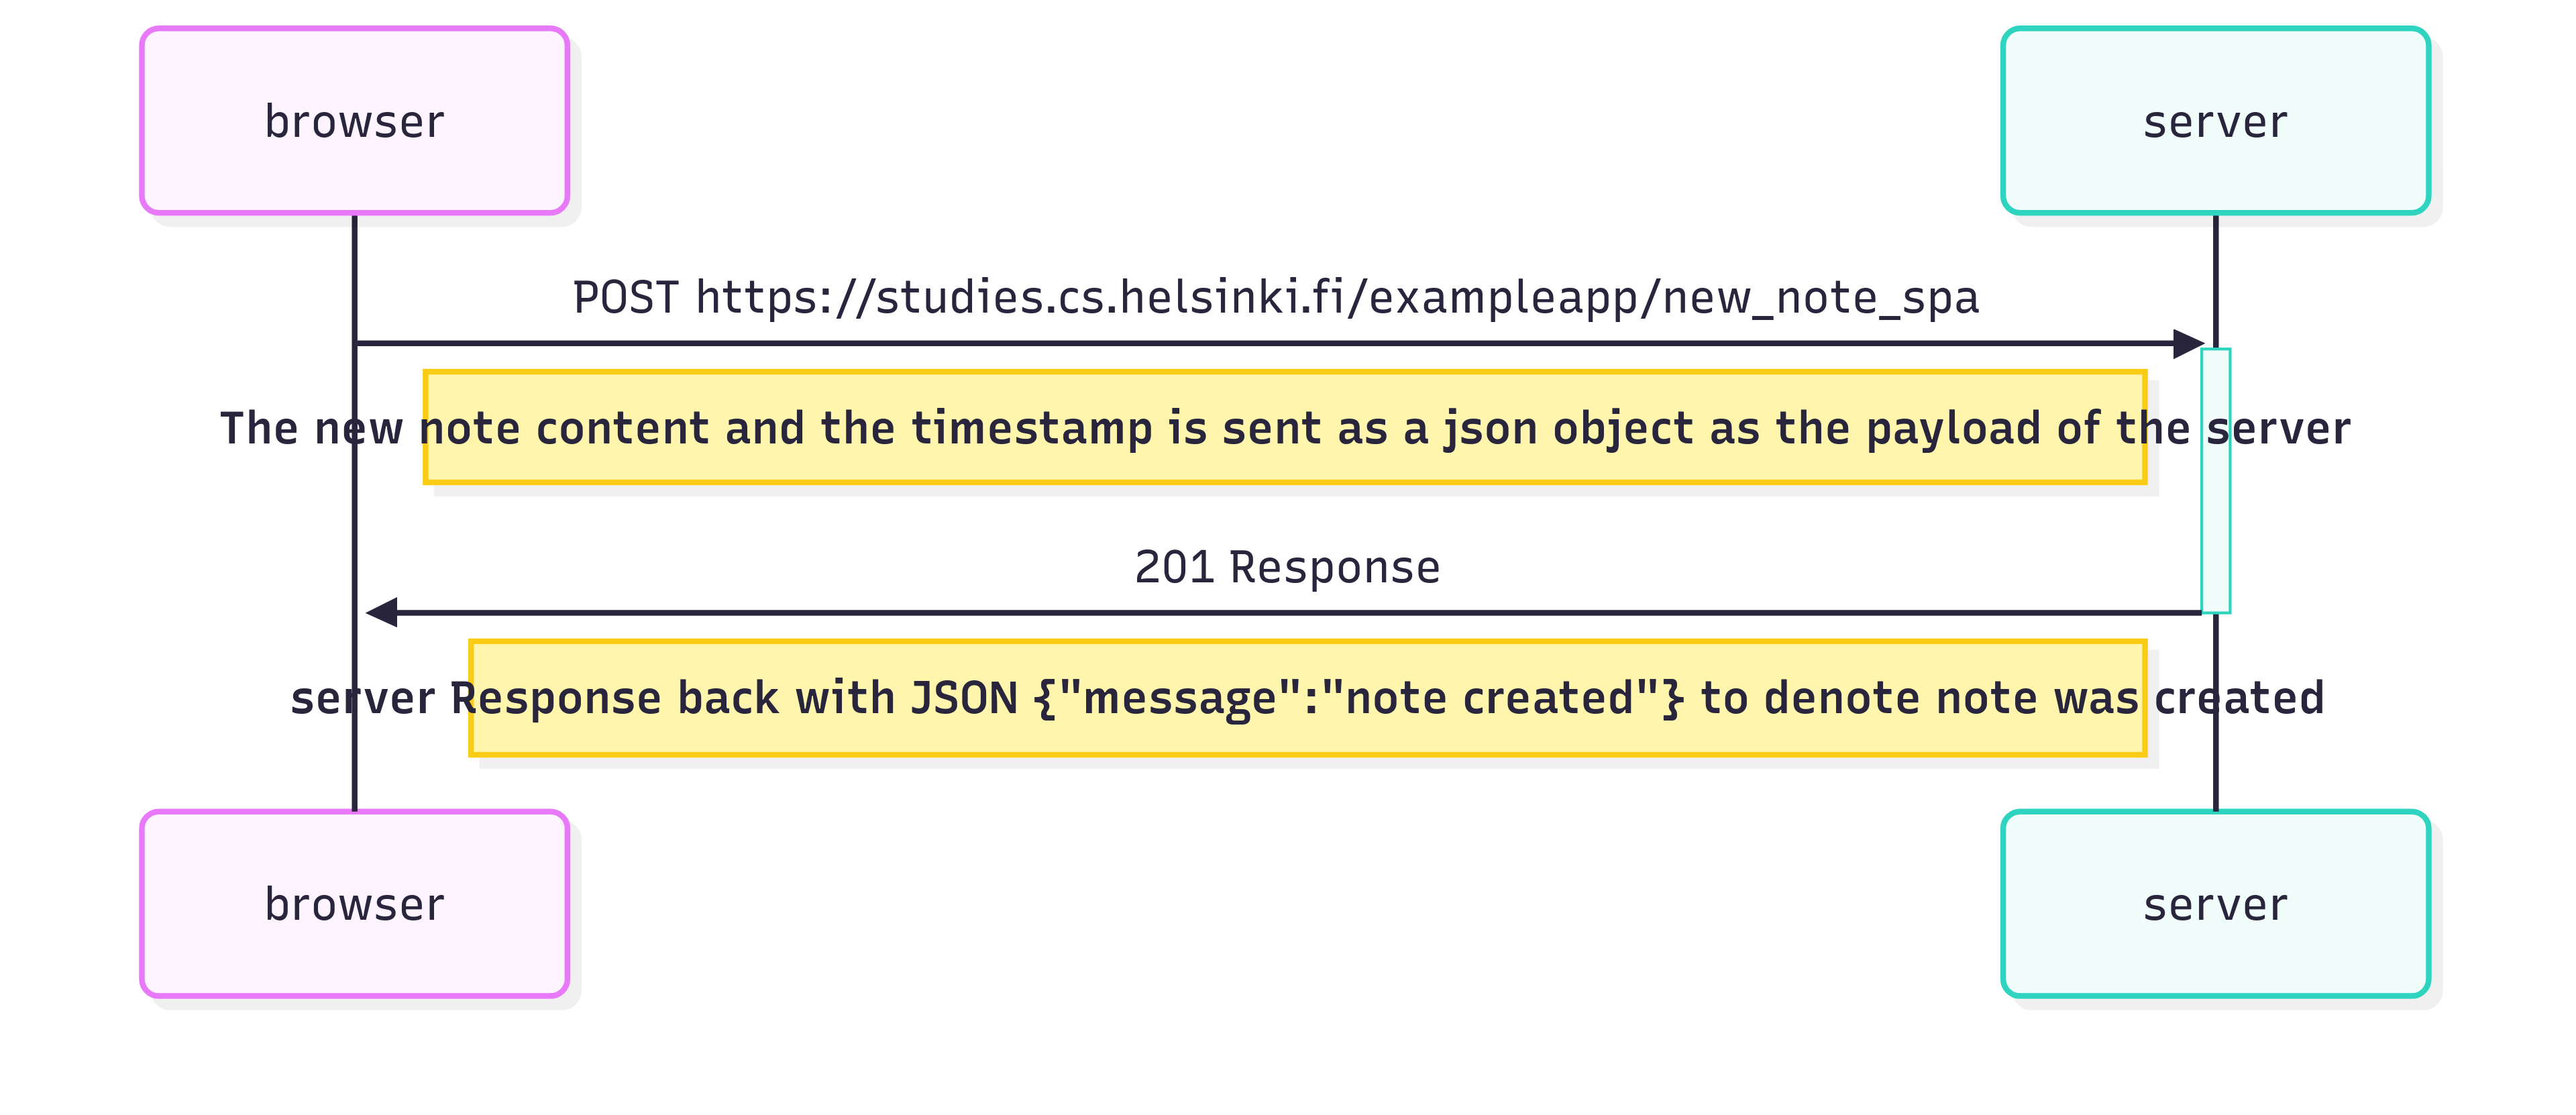 browser
server
POST https://studies.cs.helsinki.fi/exampleapp/new_note_spa
The new note content and the timestamp is sent as a json object as the payload of the server
201 Response
server Response back with JSON {"message":"note created"} to denote note was created
browser
server